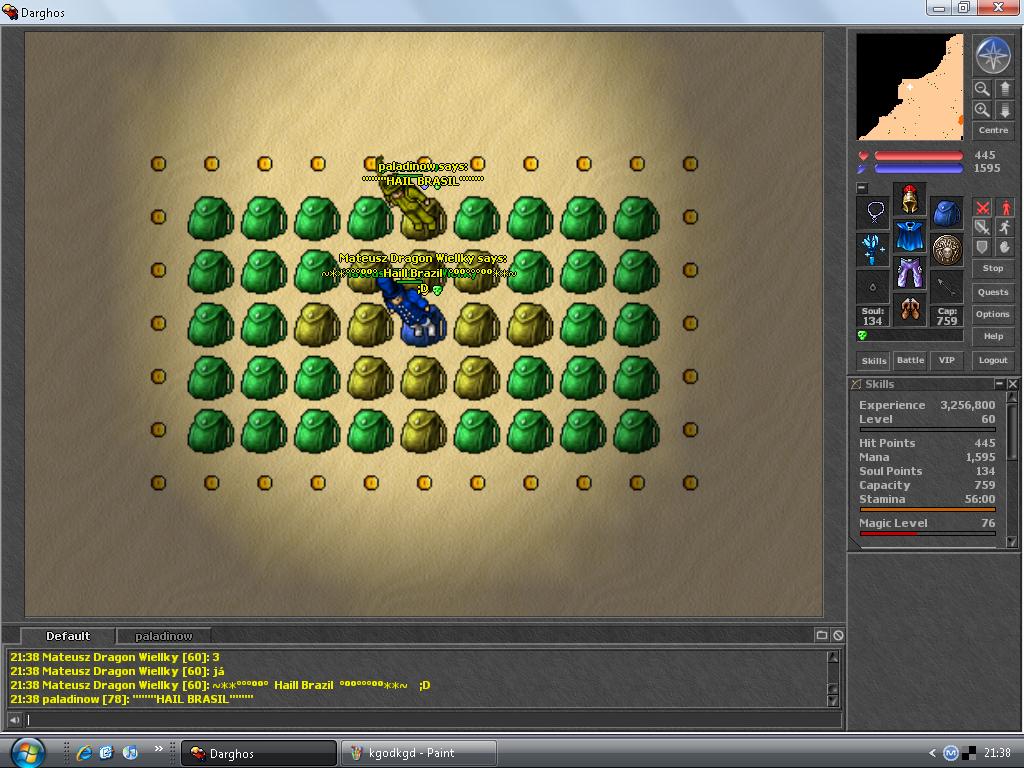 Darghos
paladinow says:
""""HAIL BRASIL""""
Mateusz Dragon Wiellky says:
~**ººººº Haill Brazil ºººººº**~
;D
Centre
445
1595
Soul:
134
Cap:
759
Stop
Quests
Options
Help
Skills
Battle
VIP
Logout
Skills
Experience 3,256,800
Level 60
Hit Points 445
Mana 1,595
Soul Points 134
Capacity 759
Stamina 56:00
Magic Level 76
Default
paladinow
21:38 Mateusz Dragon Wiellky [60]: 3
21:38 Mateusz Dragon Wiellky [60]: já
21:38 Mateusz Dragon Wiellky [60]: ~**ºººººº Haill Brazil ººººººº**~ ;D
21:38 paladinow [78]: """"HAIL BRASIL""""
Darghos
kgodkgd - Paint
21:38